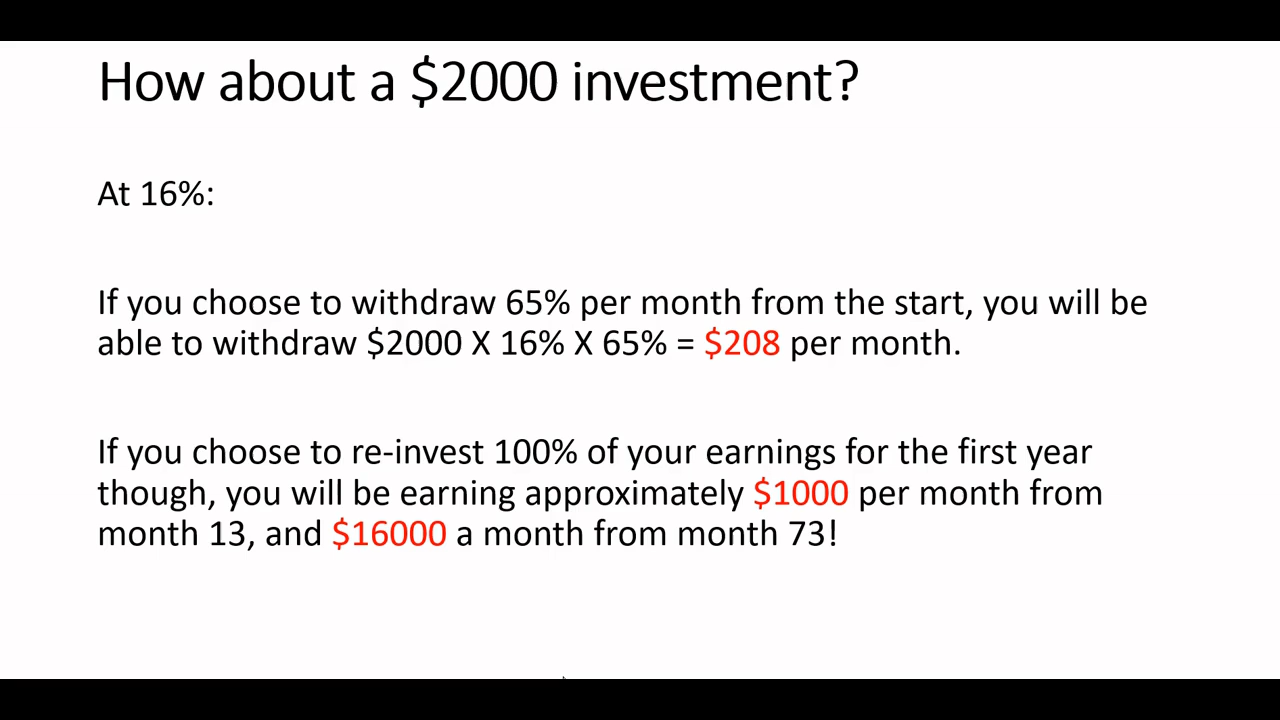 How about a $2000 investment?
At 16%:
If you choose to withdraw 65% per month from the start, you will be
able to withdraw $2000 X 16% X 65% = $208 per month.
If you choose to re-invest 100% of your earnings for the first year
though, you will be earning approximately $1000 per month from
month 13, and $16000 a month from month 73!